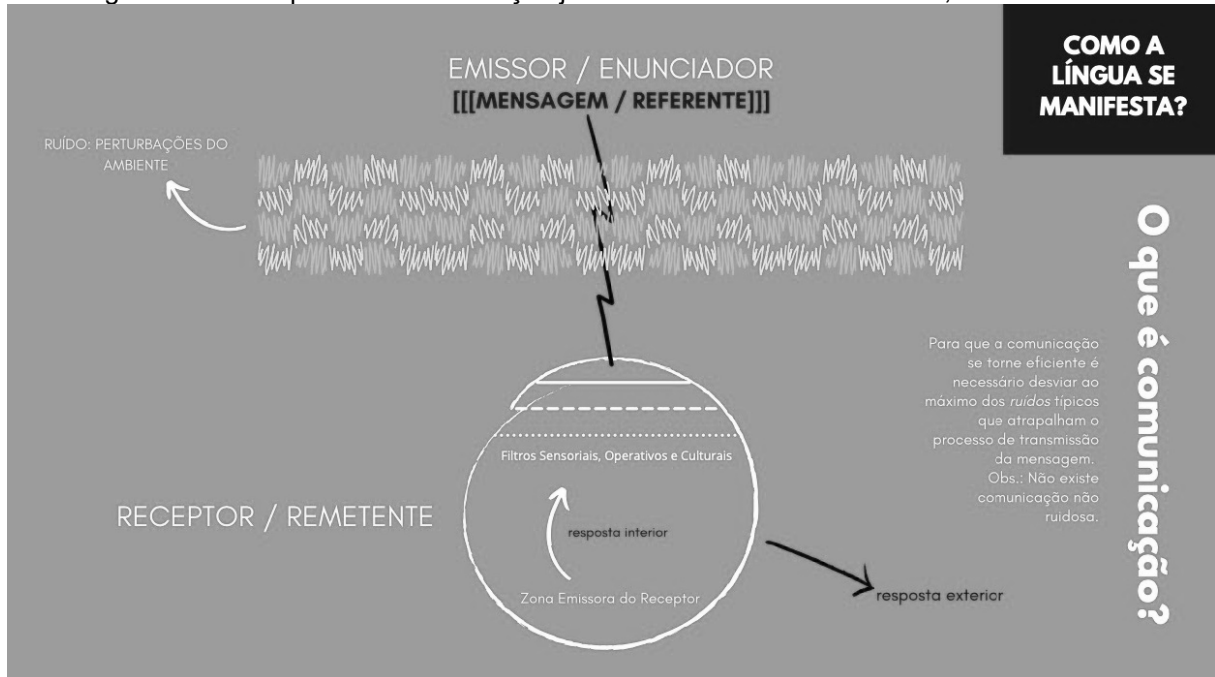 COMO A
LÍNGUA SE
MANIFESTA?
EMISSOR / ENUNCIADOR
[[[MENSAGEM / REFERENTE]]]
RUÍDO: PERTURBAÇÕES DO
AMBIENTE
O que é comunicação?
Para que a comunicação
se torne eficiente é
necessário desviar ao
máximo dos ruídos típicos
que atrapalham o
processo de transmissão
da mensagem.
Obs.: Não existe
comunicação não
ruidosa.
Filtros Sensoriais, Operativos e Culturais
RECEPTOR / REMETENTE
resposta interior
Zona Emissora do Receptor
resposta exterior